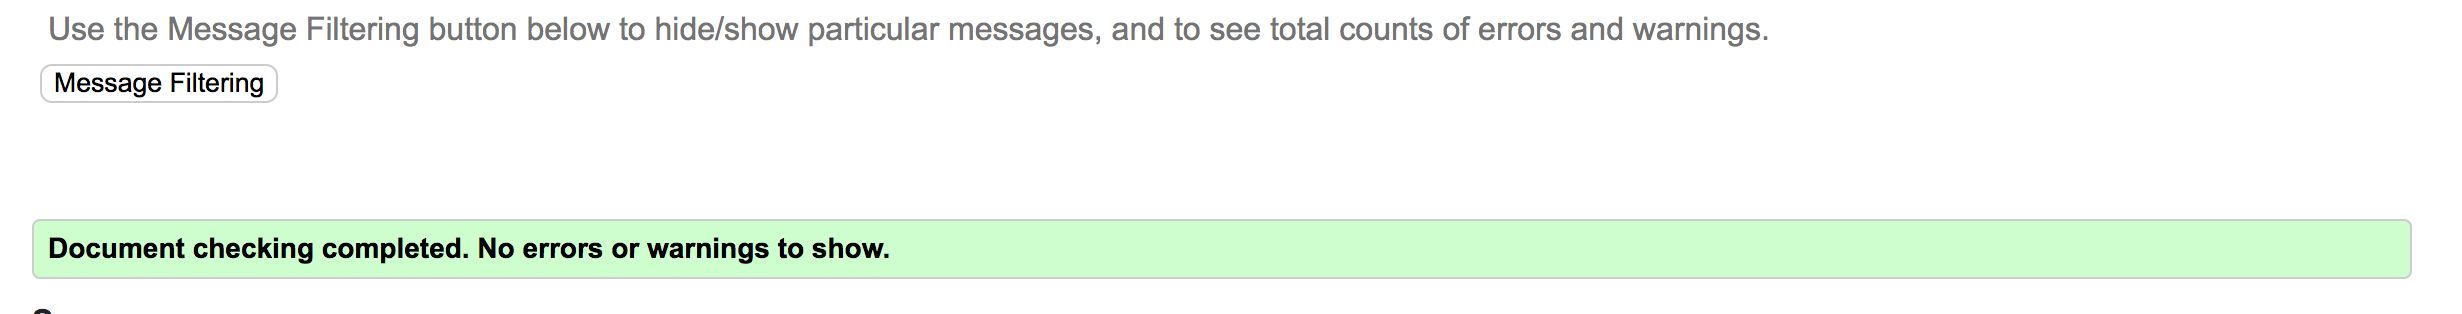 Use the Message Filtering button below to hide/show particular messages, and to see total counts of errors and warnings.
Message Filtering
Document checking completed. No errors or warnings to show.